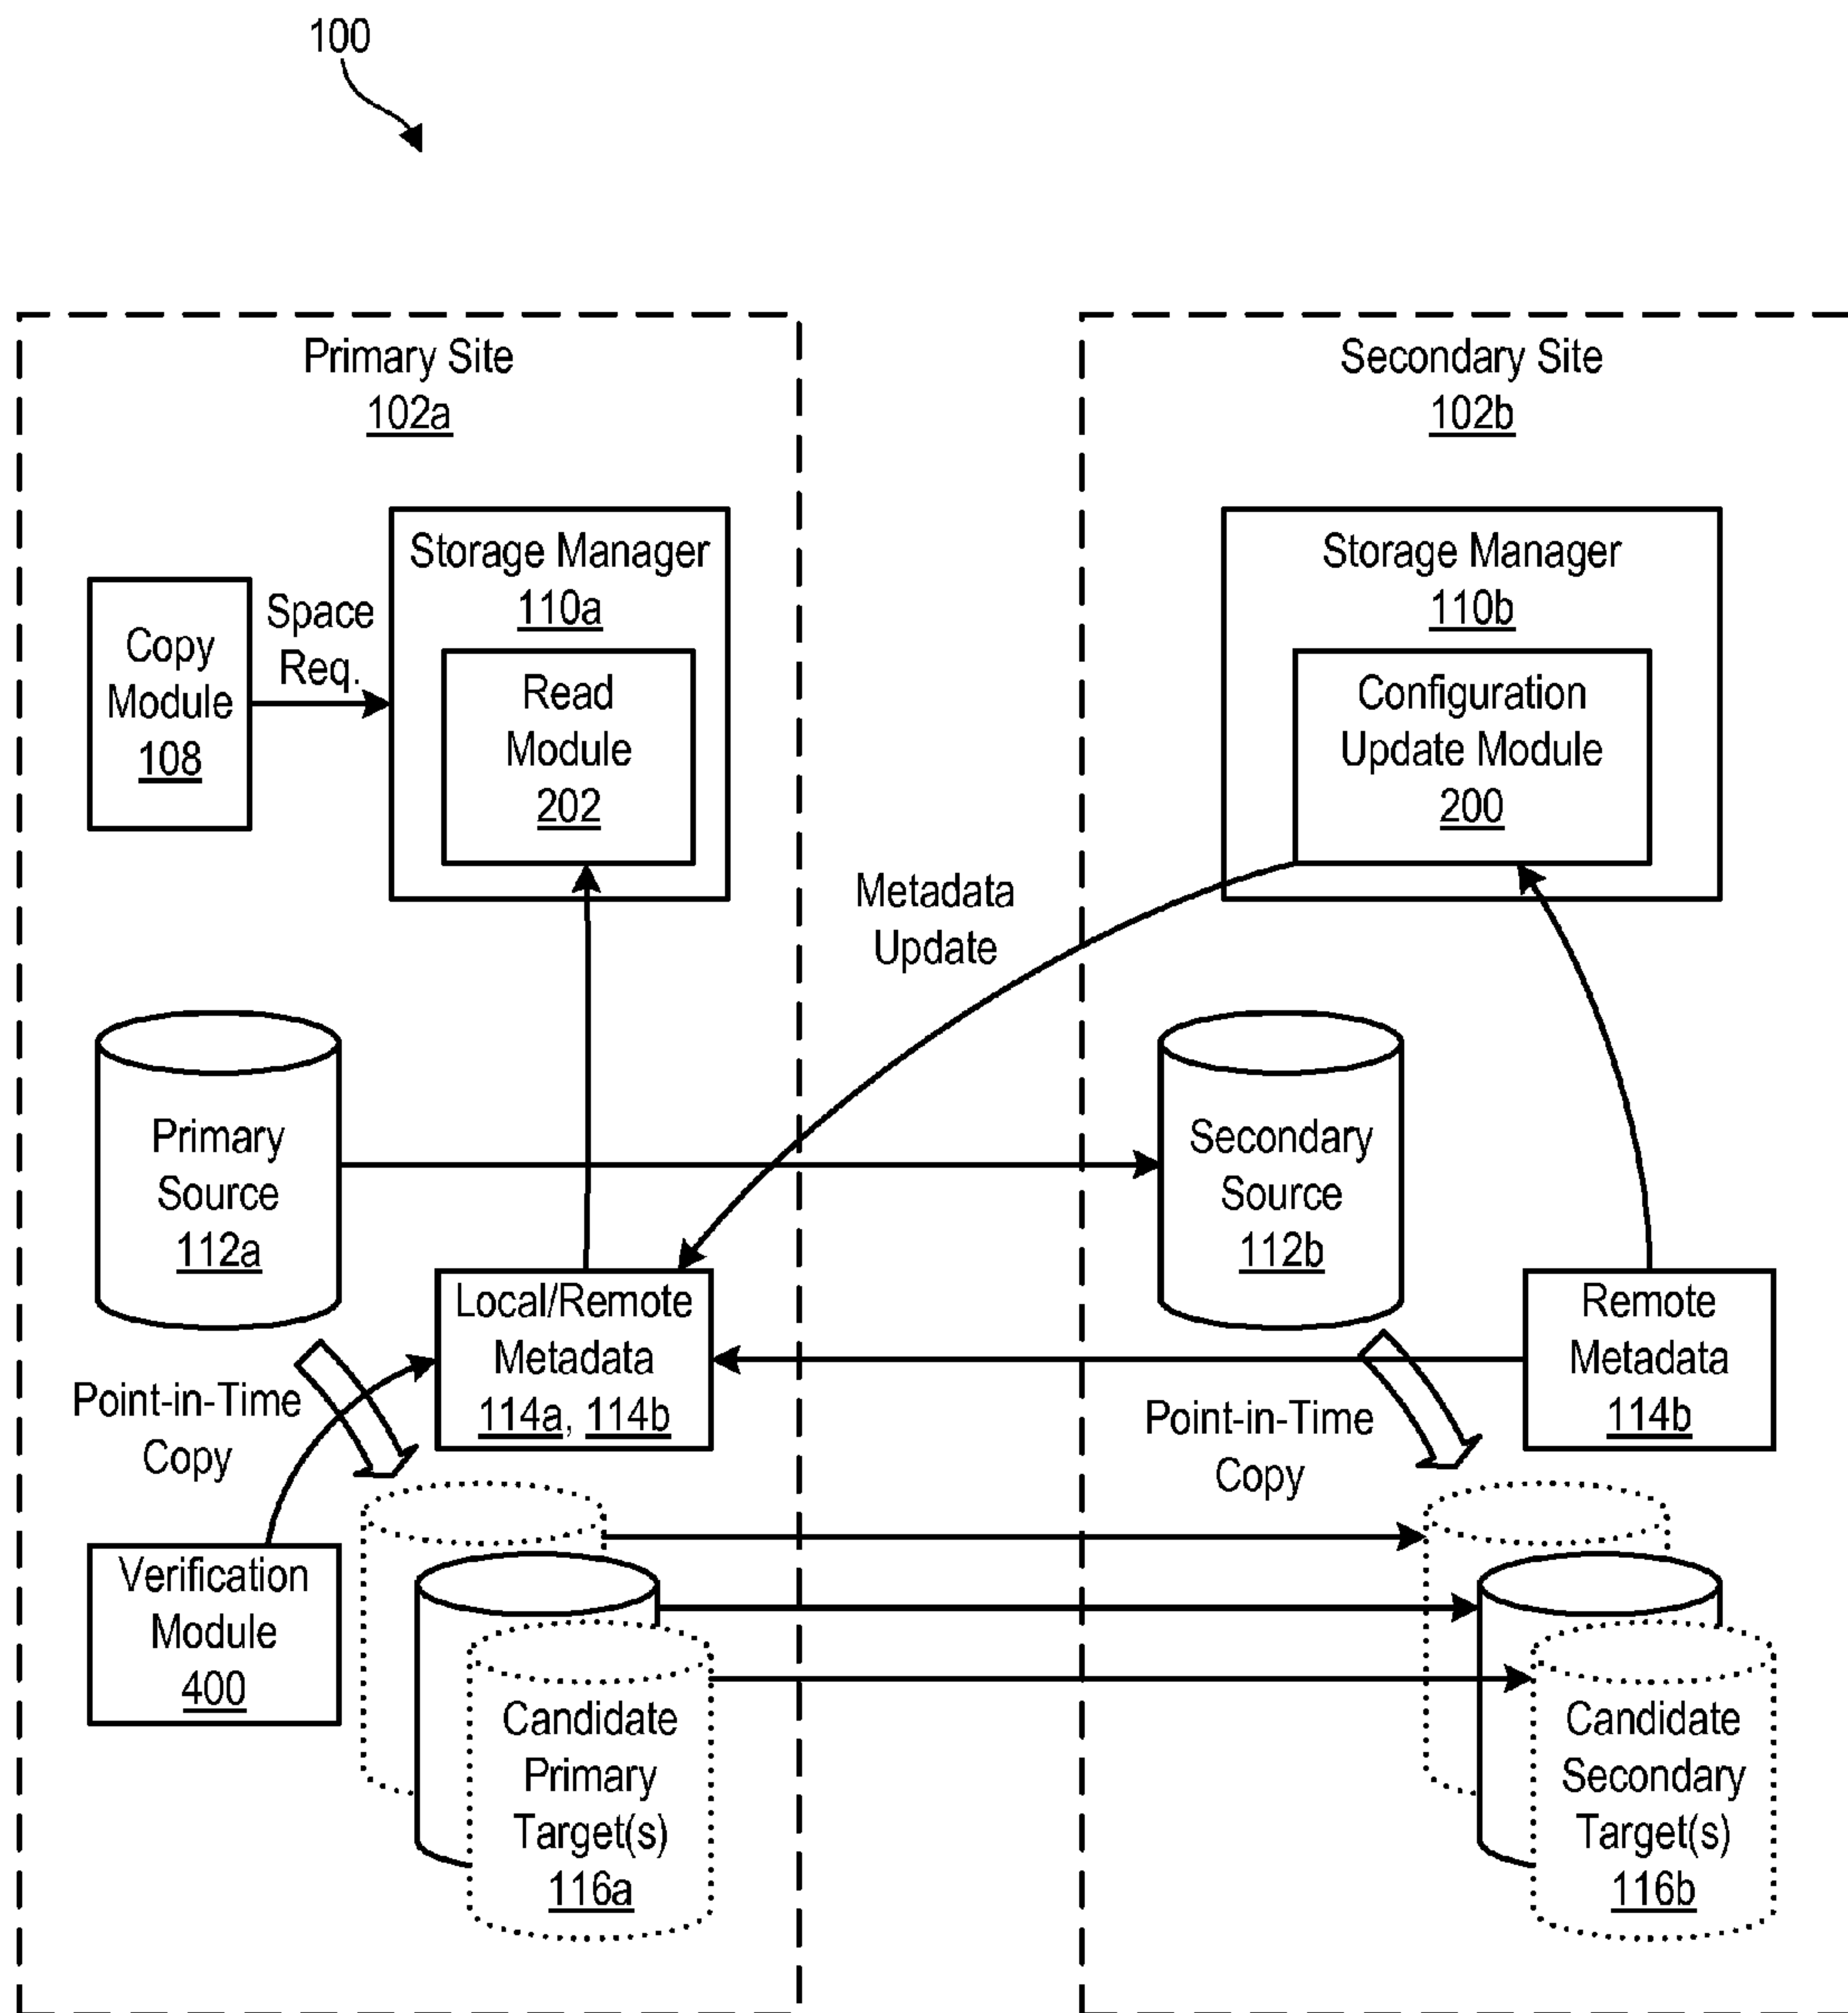 100
Primary Site
102a
Secondary Site
102b
Storage Manager
110a
Read
Module
202
Copy
Module
108
Space
Req.
Storage Manager
110b
Configuration
Update Module
200
Metadata
Update
Primary
Source
112a
Secondary
Source
112b
Local/Remote
Metadata
114a, 114b
Remote
Metadata
114b
Point-in-Time
Copy
Point-in-Time
Copy
Verification
Module
400
Candidate
Primary
Target(s)
116a
Candidate
Secondary
Target(s)
116b